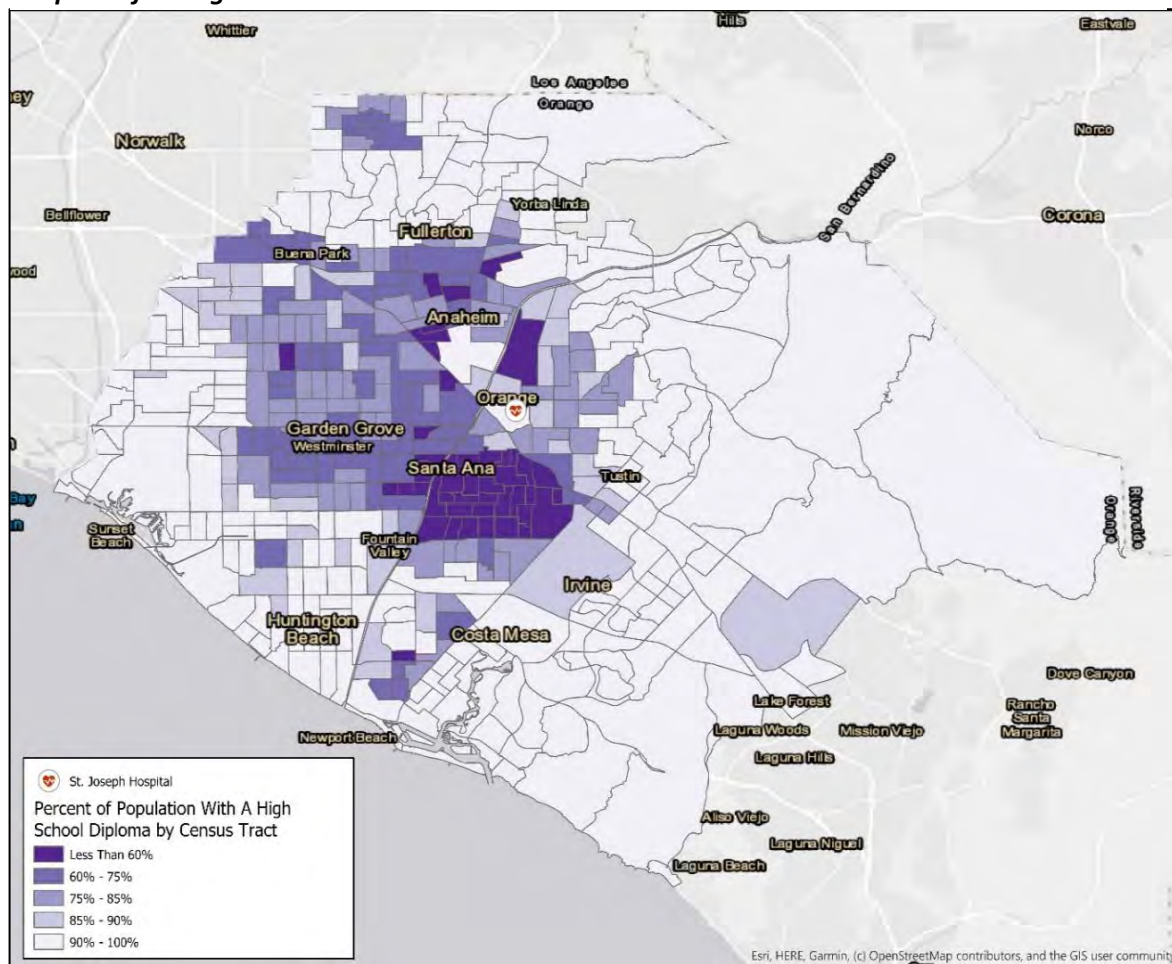 Whittier
Hills
Eastvale
Los Angeles
Orange
Norwalk
Norco
Bellflower
Yorba Linda
San Bernardino
Corona
Fullerton
Buena Park
Anaheim
Orange
Garden Grove
Westminster
Santa Ana
Tustin
Riverside
Orange
Bay
Sunset
Beach
Fountain
Valley
Irvine
Huntington
Beach
Costa Mesa
Dove Canyon
Lake Forest
Rancho
Santa
Margarita
Laguna Woods
Mission Viejo
Newport Beach
Laguna Hills
Aliso Viejo
Laguna Niguel
Laguna Beach
St. Joseph Hospital
Percent of Population With A High
School Diploma by Census Tract
Less Than 60%
60% - 75%
75% - 85%
85% - 90%
90% - 100%
Esri, HERE, Garmin, (c) OpenStreetMap contributors, and the GIS user communit